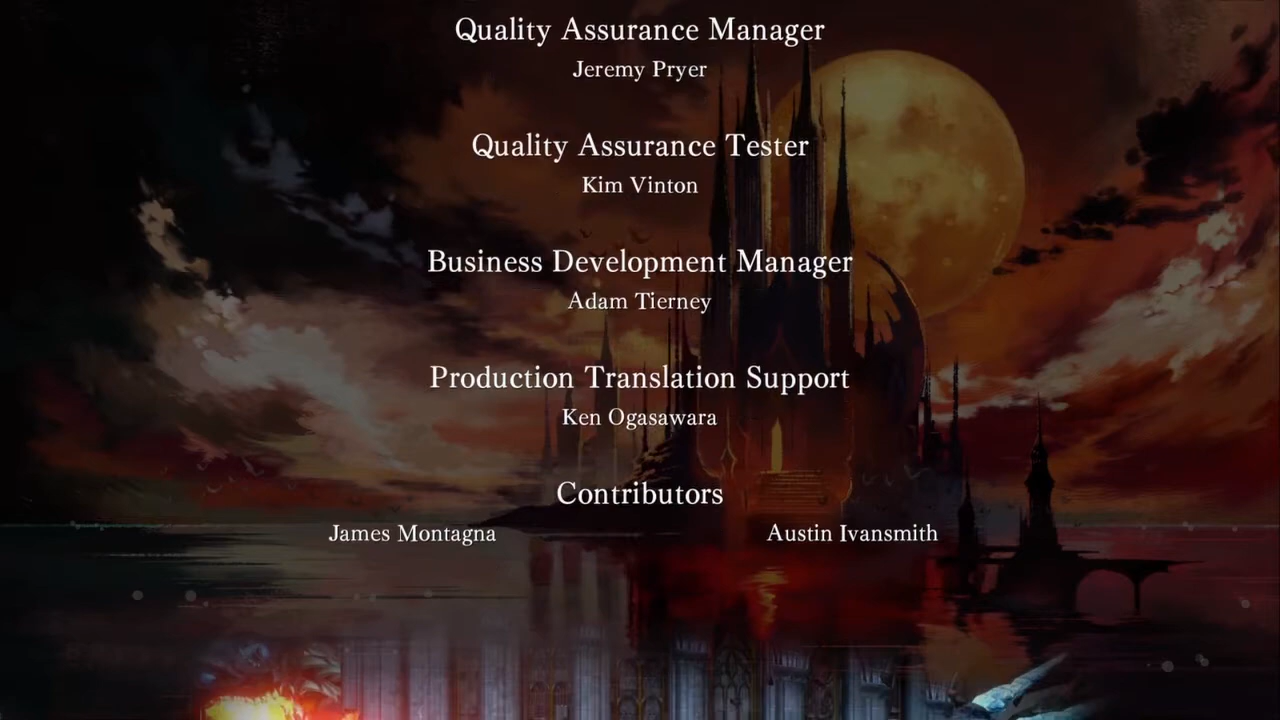 Quality Assurance Manager
Jeremy Pryer
Quality Assurance Tester
Kim Vinton
Business Development Manager
Adam Tierney
Production Translation Support
Ken Ogasawara
Contributors
James Montagna Austin Ivansmith